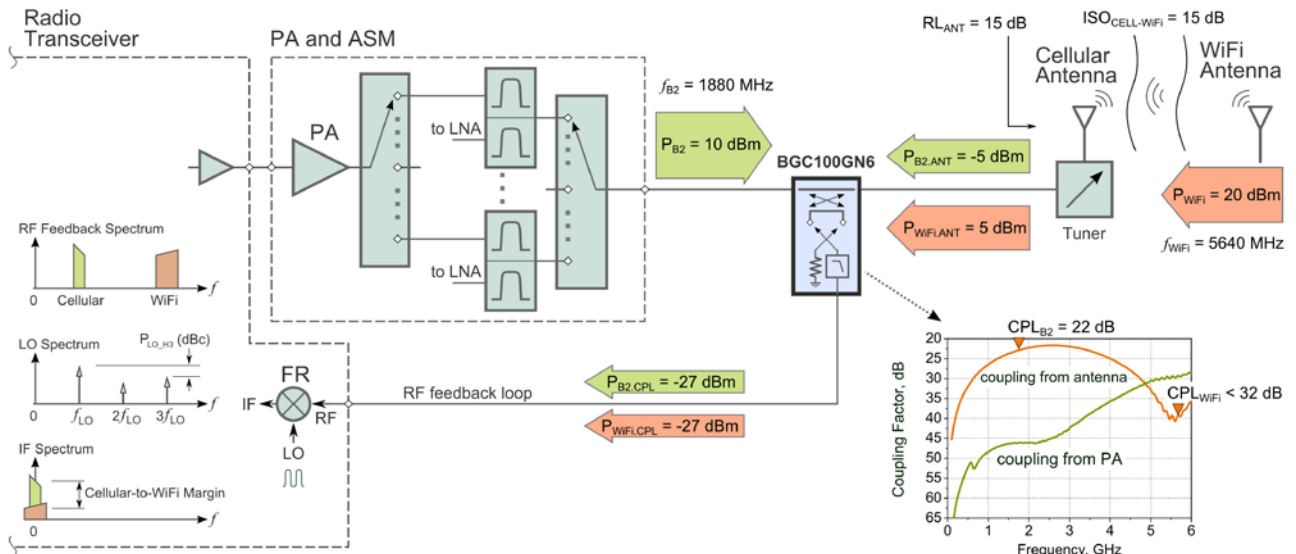 Radio
Transceiver
PA and ASM
PA
to LNA
to LNA
f_B2 = 1880 MHz
P_B2 = 10 dBm
BGC100GN6
RL_ANT = 15 dB
ISO_CELL-WiFi = 15 dB
Cellular
Antenna
WiFi
Antenna
P_B2.ANT = -5 dBm
P_WiFi.ANT = 5 dBm
Tuner
P_WiFi = 20 dBm
f_WiFi = 5640 MHz
RF Feedback Spectrum
0
Cellular
WiFi
f
LO Spectrum
P_LO_H3 (dBc)
0
f_LO
2f_LO
3f_LO
f
IF Spectrum
Cellular-to-WiFi Margin
0
f
FR
IF
RF
LO
RF feedback loop
P_B2.CPL = -27 dBm
P_WiFi.CPL = -27 dBm
CPL_B2 = 22 dB
CPL_WiFi < 32 dB
coupling from antenna
coupling from PA
Coupling Factor, dB
20
25
30
35
40
45
50
55
60
65
0
1
2
3
4
5
6
Frequency, GHz